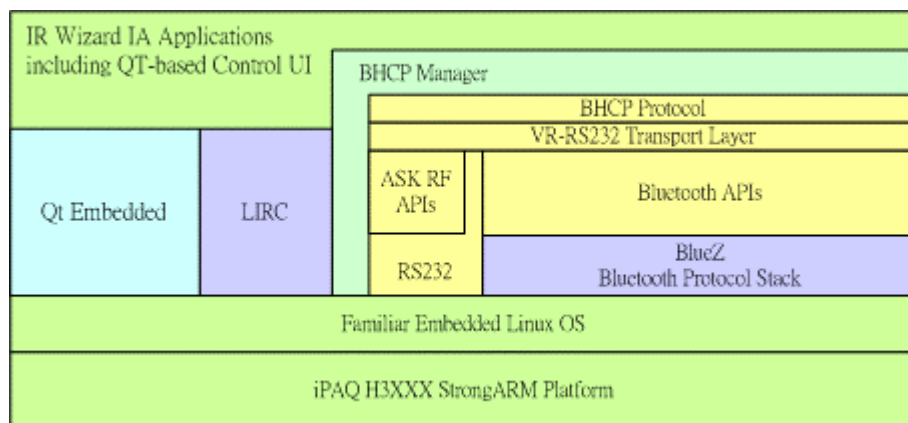 IR Wizard IA Applications
including QT-based Control UI
BHCP Manager
BHCP Protocol
VR-RS232 Transport Layer
ASK RF
APIs
Bluetooth APIs
Qt Embedded
LIRC
RS232
BlueZ
Bluetooth Protocol Stack
Familiar Embedded Linux OS
iPAQ H3XXX StrongARM Platform